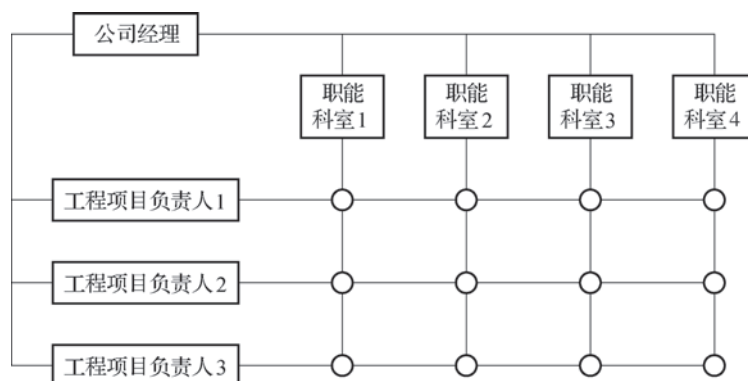 公司经理
职能
科室1
职能
科室2
职能
科室3
职能
科室4
工程项目负责人1
工程项目负责人2
工程项目负责人3